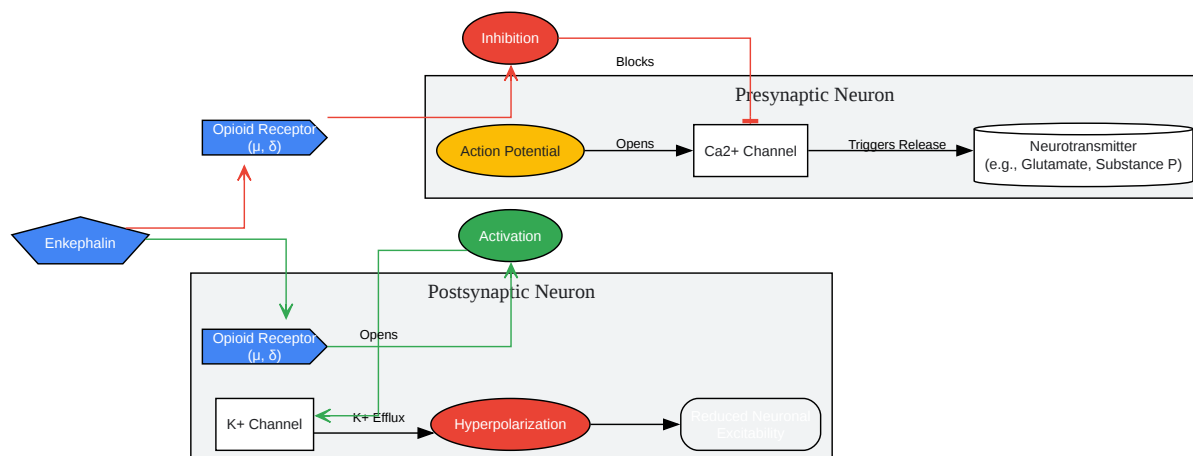 Inhibition
Blocks
Presynaptic Neuron
Opioid Receptor
(μ, δ)
Action Potential
Opens
Ca2+ Channel
Triggers Release
Neurotransmitter
(e.g., Glutamate, Substance P)
Enkephalin
Activation
Postsynaptic Neuron
Opioid Receptor
(μ, δ)
Opens
K+ Channel
K+ Efflux
Hyperpolarization
Reduced Neuronal
Excitability